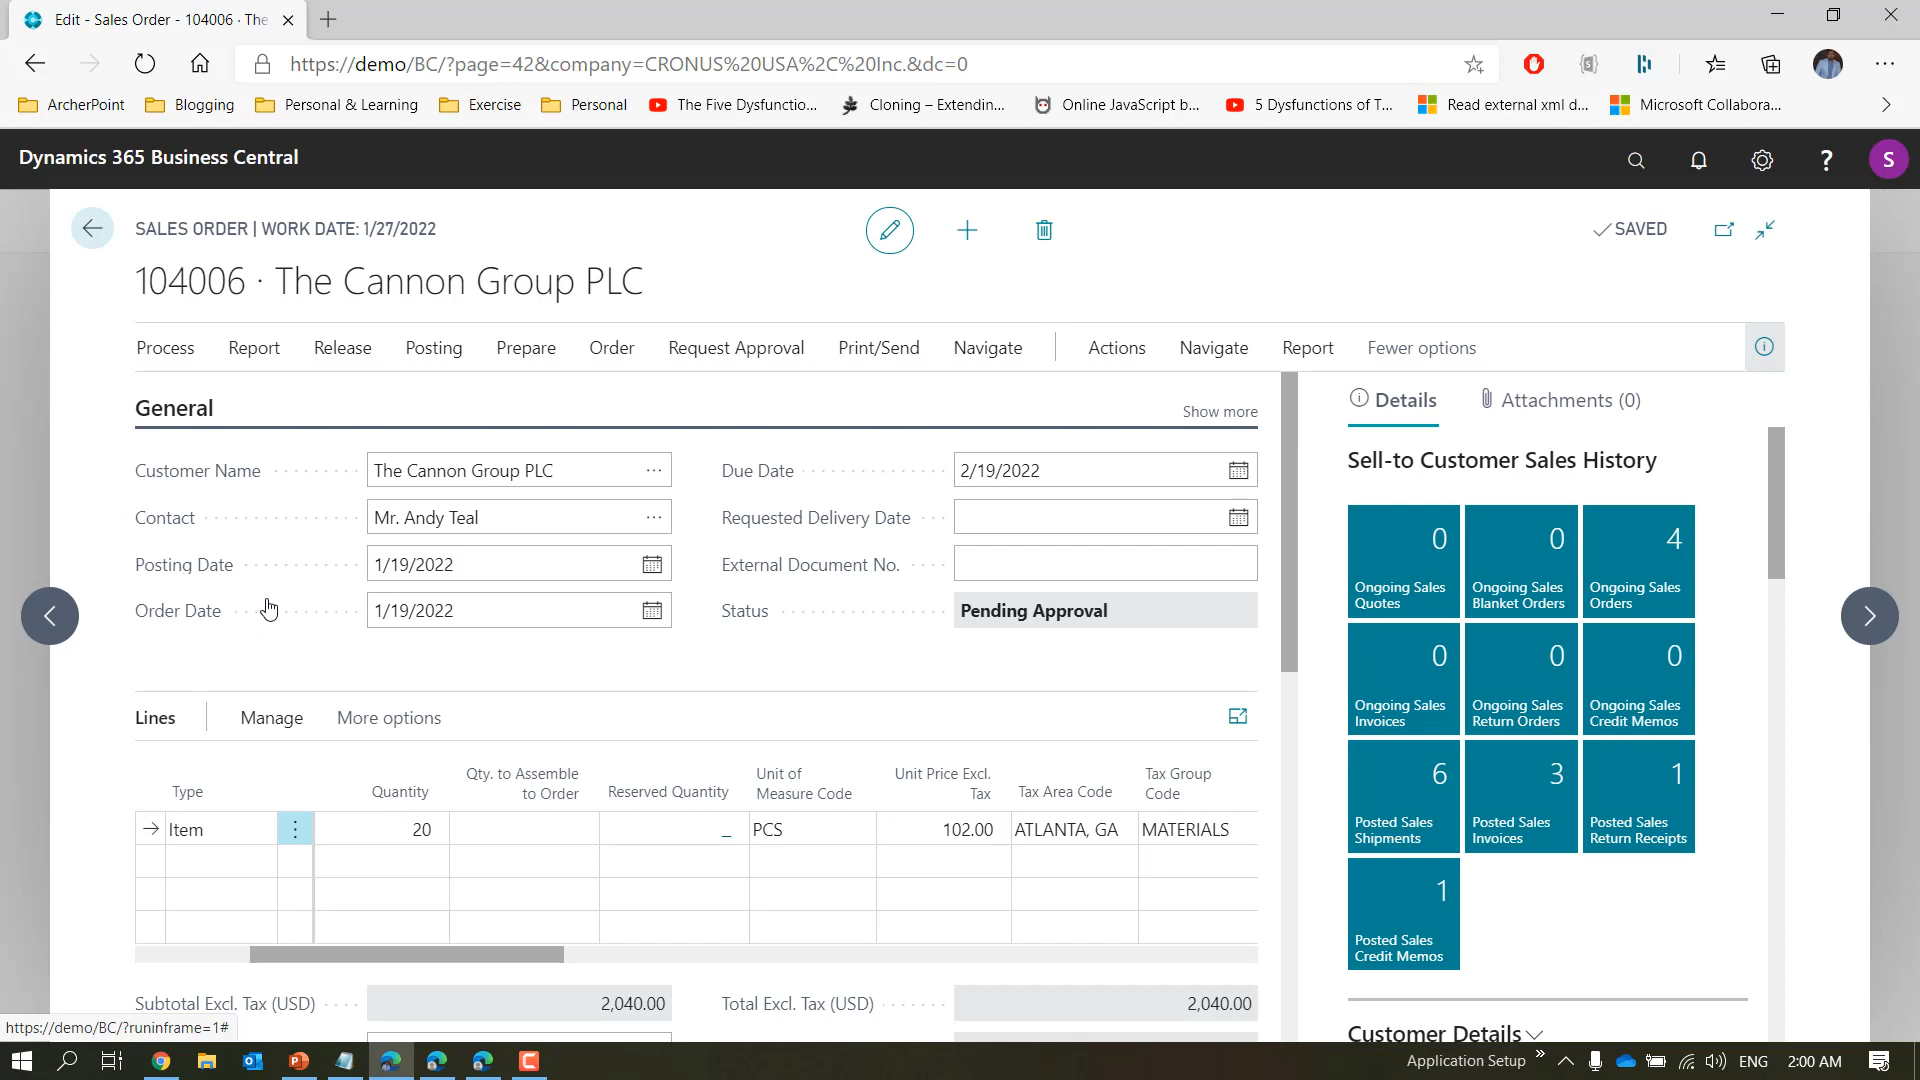 Edit - Sales Order - 104006 · The
https://demo/BC/?page=42&company=CRONUS%20USA%2C%20Inc.&dc=0
ArcherPoint
Blogging
Personal & Learning
Exercise
Personal
The Five Dysfunctio...
Cloning – Extendin...
Online JavaScript b...
5 Dysfunctions of T...
Read external xml d...
Microsoft Collabora...
Dynamics 365 Business Central
?
S
SALES ORDER | WORK DATE: 1/27/2022
SAVED
104006 · The Cannon Group PLC
Process Report Release Posting Prepare Order Request Approval Print/Send Navigate Actions Navigate Report Fewer options
General
Show more
Customer Name
The Cannon Group PLC
Due Date
2/19/2022
Contact
Mr. Andy Teal
Requested Delivery Date
Posting Date
1/19/2022
External Document No.
Order Date
1/19/2022
Status
Pending Approval
Lines
Manage
More options
Type
Quantity
Qty. to Assemble
to Order
Reserved Quantity
Unit of
Measure Code
Unit Price Excl.
Tax
Tax Area Code
Tax Group
Code
Item 20 _ PCS 102.00 ATLANTA, GA MATERIALS
Subtotal Excl. Tax (USD)
2,040.00
Total Excl. Tax (USD)
2,040.00
Details
Attachments (0)
Sell-to Customer Sales History
0
Ongoing Sales
Quotes
0
Ongoing Sales
Blanket Orders
4
Ongoing Sales
Orders
0
Ongoing Sales
Invoices
0
Ongoing Sales
Return Orders
0
Ongoing Sales
Credit Memos
6
Posted Sales
Shipments
3
Posted Sales
Invoices
1
Posted Sales
Return Receipts
1
Posted Sales
Credit Memos
Customer Details
https://demo/BC/?runinframe=1#
Application Setup
ENG
2:00 AM